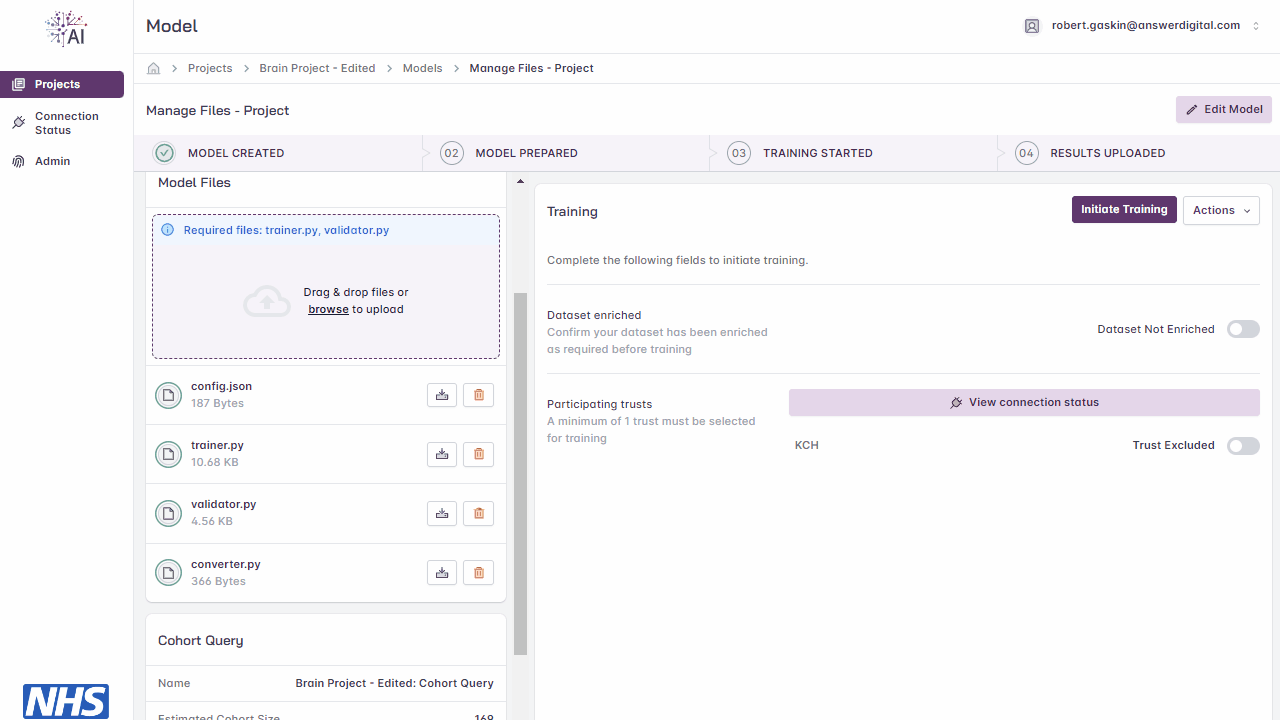 AI
Model
robert.gaskin@answerdigital.com
Projects
Connection
Status
Admin
NHS
Projects
Brain Project - Edited
Models
Manage Files - Project
Manage Files - Project
Edit Model
MODEL CREATED
02
MODEL PREPARED
03
TRAINING STARTED
04
RESULTS UPLOADED
Model Files
Required files: trainer.py, validator.py
Drag & drop files or
browse to upload
config.json
187 Bytes
trainer.py
10.68 KB
validator.py
4.56 KB
converter.py
366 Bytes
Cohort Query
Name
Brain Project - Edited: Cohort Query
Estimated Cohort Size
169
Training
Initiate Training
Actions
Complete the following fields to initiate training.
Dataset enriched
Confirm your dataset has been enriched
as required before training
Dataset Not Enriched
Participating trusts
A minimum of 1 trust must be selected
for training
View connection status
KCH
Trust Excluded